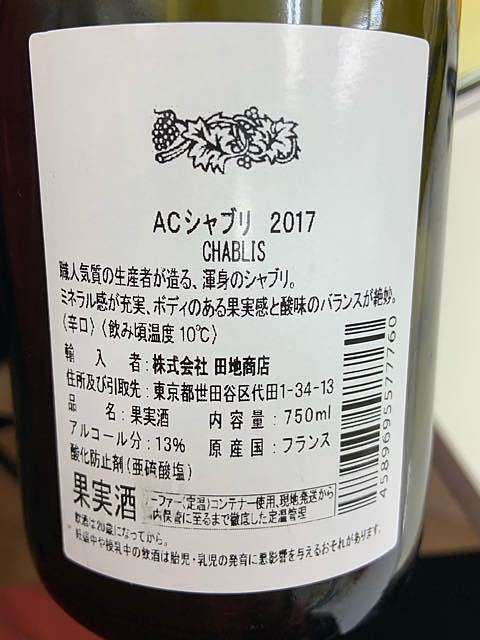 ACシャブリ 2017
CHABLIS
職人気質の生産者が造る、渾身のシャブリ。
ミネラル感が充実、ボディのある果実感と酸味のバランスが絶妙。
〈辛口〉〈飲み頃温度 10℃〉
輸入者:株式会社 田地商店
住所及び引取先:東京都世田谷区代田1-34-13
品名:果実酒 内容量:750ml
アルコール分:13% 原産国:フランス
酸化防止剤(亜硫酸塩)
果実酒
ーファー(定温)コンテナー使用、現地発送から
内保管に至るまで徹底した定温管理
飲酒は20歳になってから。
妊娠中や授乳中の飲酒は胎児・乳児の発育に悪影響を与えるおそれがあります。
4589695577760